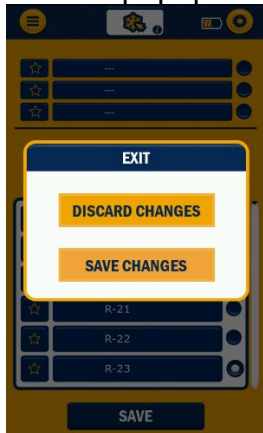 ---
---
---
EXIT
DISCARD CHANGES
SAVE CHANGES
R-21
R-22
R-23
SAVE